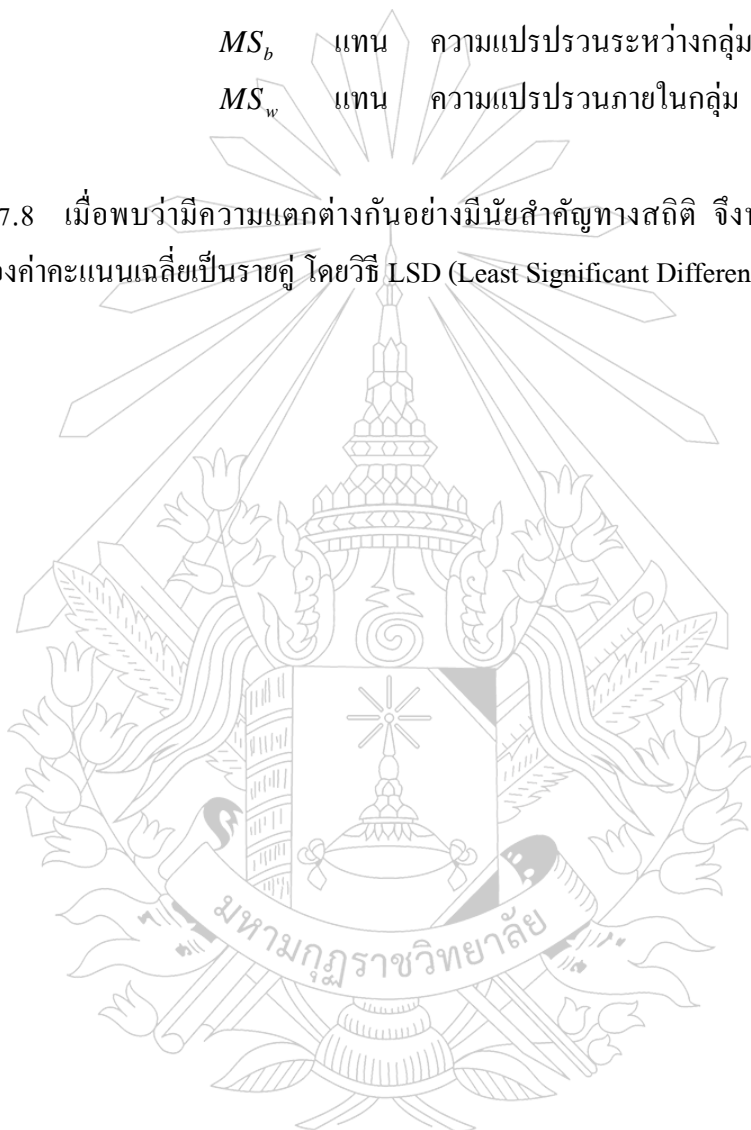 MS_b แทน ความแปรปรวนระหว่างกลุ่ม
MS_w แทน ความแปรปรวนภายในกลุ่ม
7.8 เมื่อพบว่ามีความแตกต่างกันอย่างมีนัยสำคัญทางสถิติ จึง
องค่าคะแนนเฉลี่ยเป็นรายคู่ โดยวิธี LSD (Least Significant Differen
มหามกุฏราชวิทยาลัย